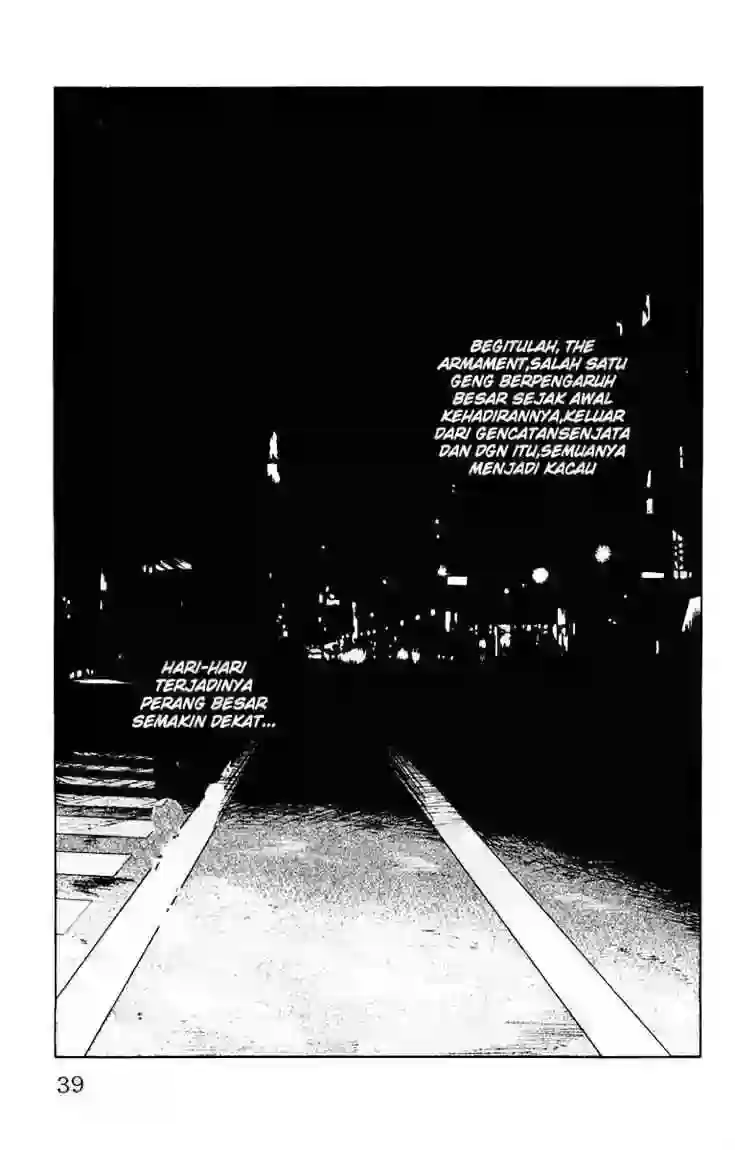 BEGITULAH, THE
ARMAMENT,SALAH SATU
GENG BERPENGARUH
BESAR SEJAK AWAL
KEHADIRANNYA,KELUAR
DARI GENCATANSENJATA
DAN DGN ITU,SEMUANYA
MENJADI KACAU
HARI-HARI
TERJADINYA
PERANG BESAR
SEMAKIN DEKAT...
39